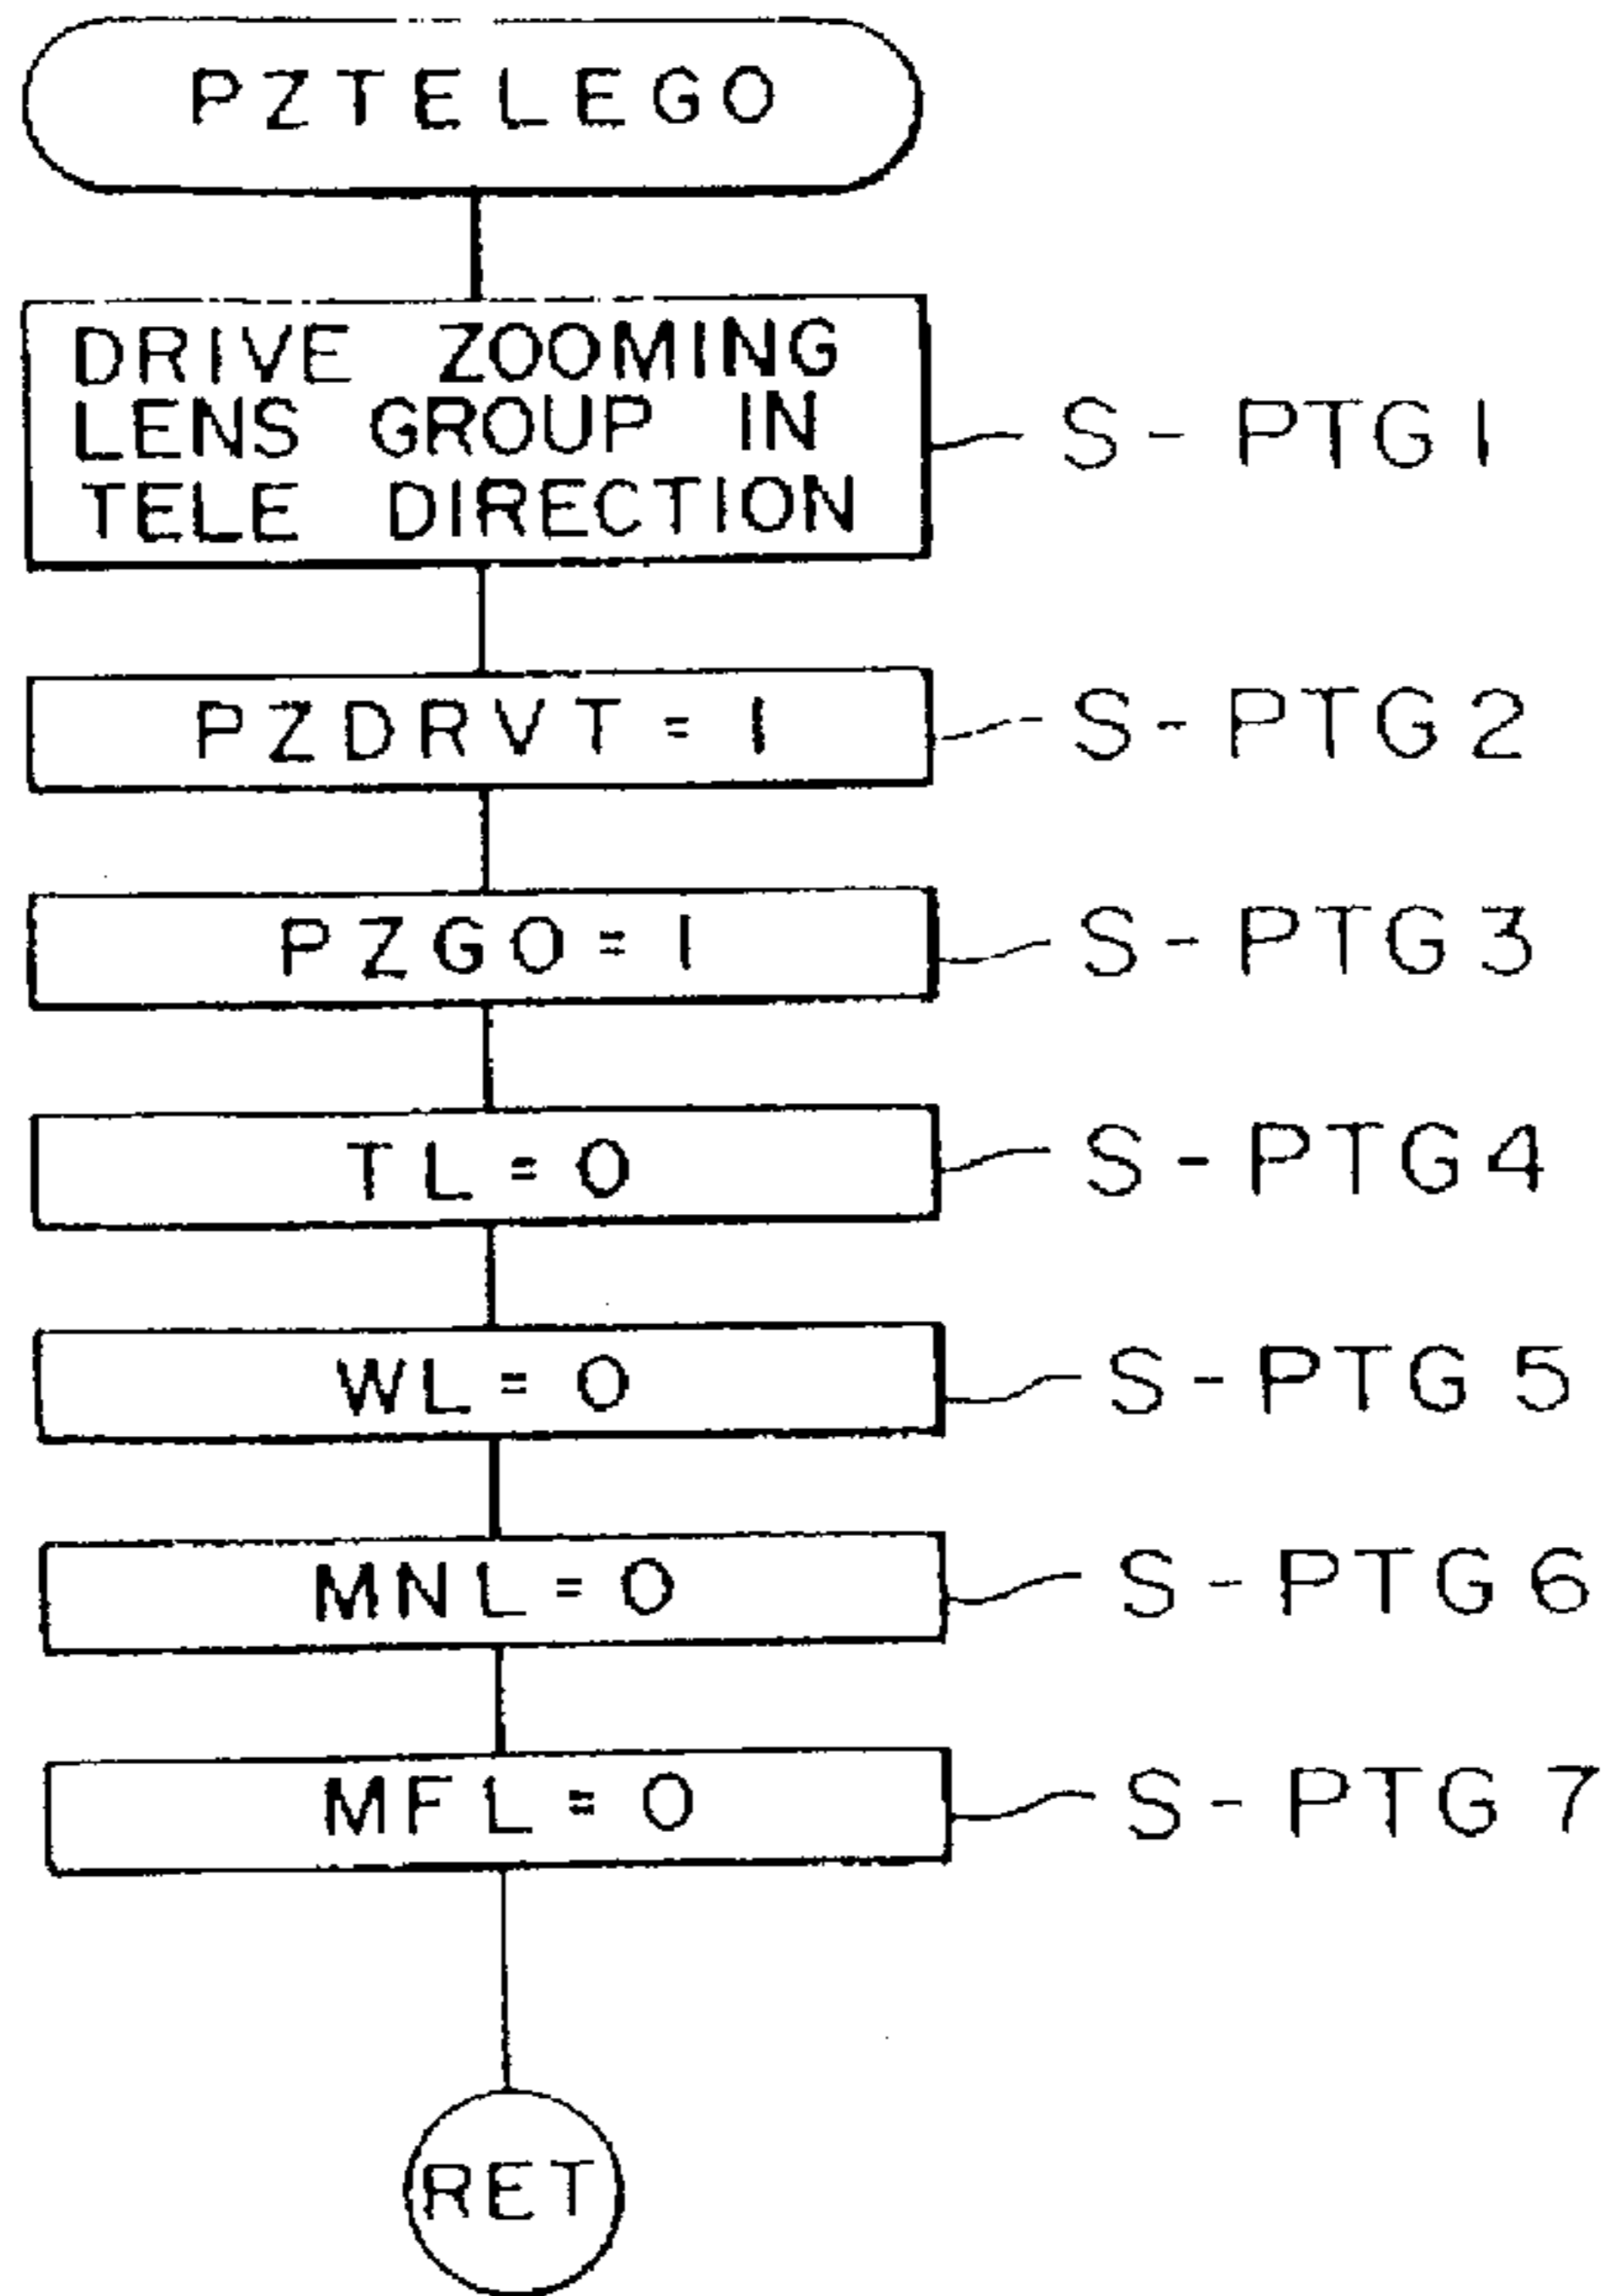 PZTELEGO
DRIVE ZOOMING
LENS GROUP IN
TELE DIRECTION
S-PTG1
PZDRVT=1
S-PTG2
PZGO=1
S-PTG3
TL=0
S-PTG4
WL=0
S-PTG5
MNL=0
S-PTG6
MFL=0
S-PTG7
RET